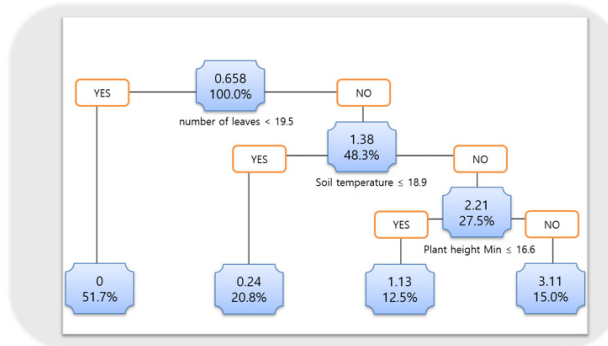 0.658
100.0%
YES
NO
number of leaves < 19.5
1.38
48.3%
YES
NO
Soil temperature ≤ 18.9
2.21
27.5%
YES
NO
Plant height Min ≤ 16.6
0
51.7%
0.24
20.8%
1.13
12.5%
3.11
15.0%